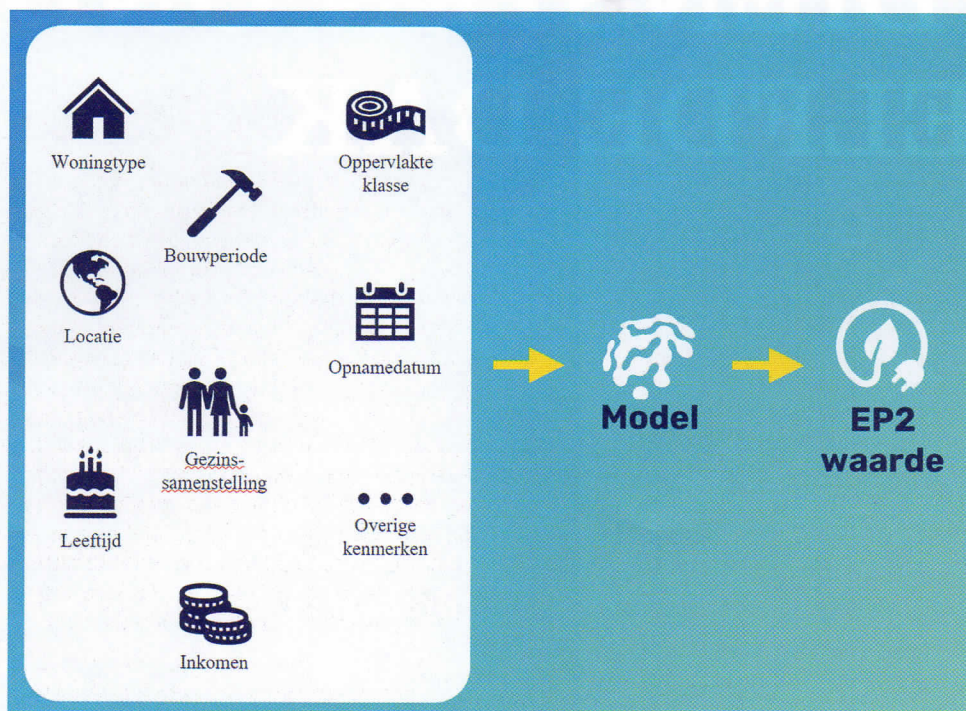 Woningtype
Oppervlakte
klasse
Bouwperiode
Locatie
Opnamedatum
Gezins-
samenstelling
Leeftijd
Overige
kenmerken
Inkomen
Model
EP2
waarde